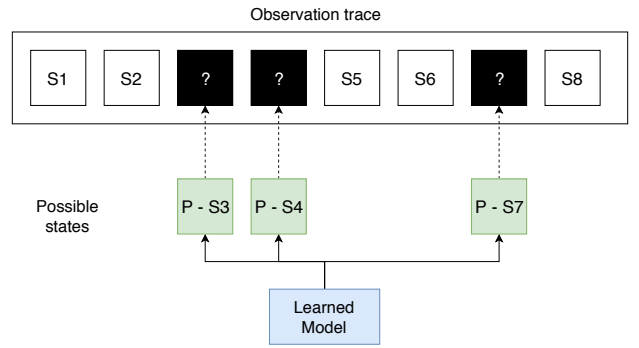 Observation trace
S1 S2 ? ? S5 S6 ? S8
P - S3 P - S4 P - S7
Possible
states
Learned
Model